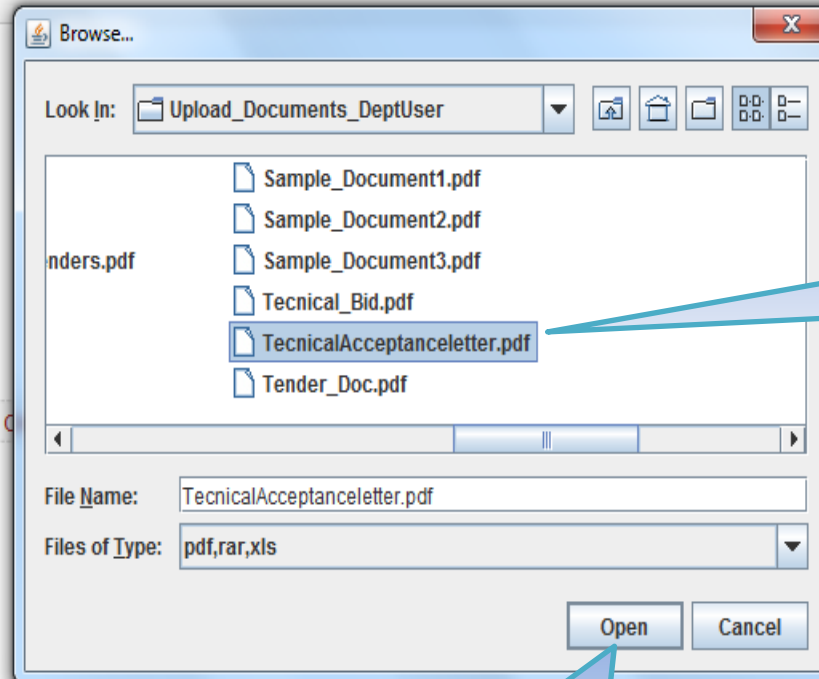 Browse...
Look In: Upload_Documents_DeptUser
Sample_Document1.pdf
Sample_Document2.pdf
nders.pdf Sample_Document3.pdf
Tecnical_Bid.pdf
TecnicalAcceptanceletter.pdf
Tender_Doc.pdf
File Name: TecnicalAcceptanceletter.pdf
Files of Type: pdf,rar,xls
Open Cancel